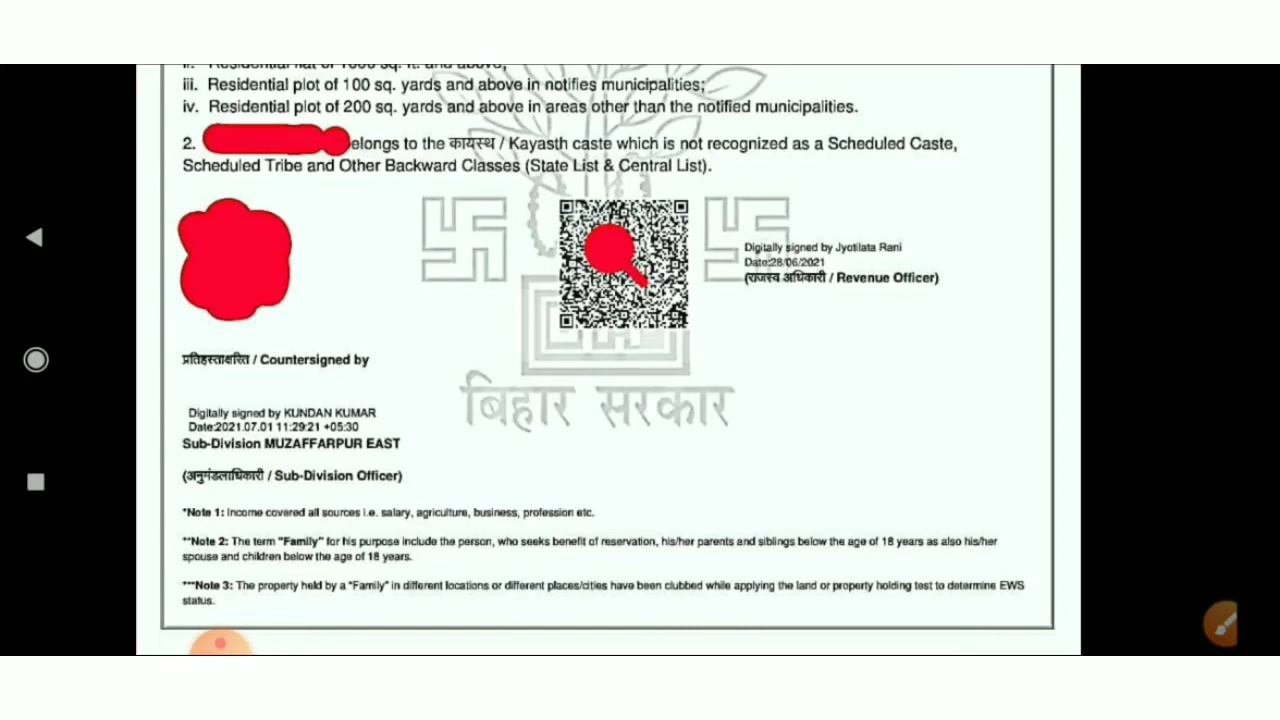 ii. Residential flat of 1000 sq. ft. and above;
iii. Residential plot of 100 sq. yards and above in notifies municipalities;
iv. Residential plot of 200 sq. yards and above in areas other than the notified municipalities.
2. elongs to the कायस्थ / Kayasth caste which is not recognized as a Scheduled Caste,
Scheduled Tribe and Other Backward Classes (State List & Central List).
Digitally signed by Jyotilata Rani
Date:28/06/2021
(राजस्व अधिकारी / Revenue Officer)
प्रतिहस्ताक्षरित / Countersigned by
बिहार सरकार
Digitally signed by KUNDAN KUMAR
Date:2021.07.01 11:29:21 +05:30
Sub-Division MUZAFFARPUR EAST
(अनुमंडलाधिकारी / Sub-Division Officer)
*Note 1: Income covered all sources i.e. salary, agriculture, business, profession etc.
**Note 2: The term "Family" for his purpose include the person, who seeks benefit of reservation, his/her parents and siblings below the age of 18 years as also his/her
spouse and children below the age of 18 years.
***Note 3: The property held by a "Family" in different locations or different places/cities have been clubbed while applying the land or property holding test to determine EWS
status.